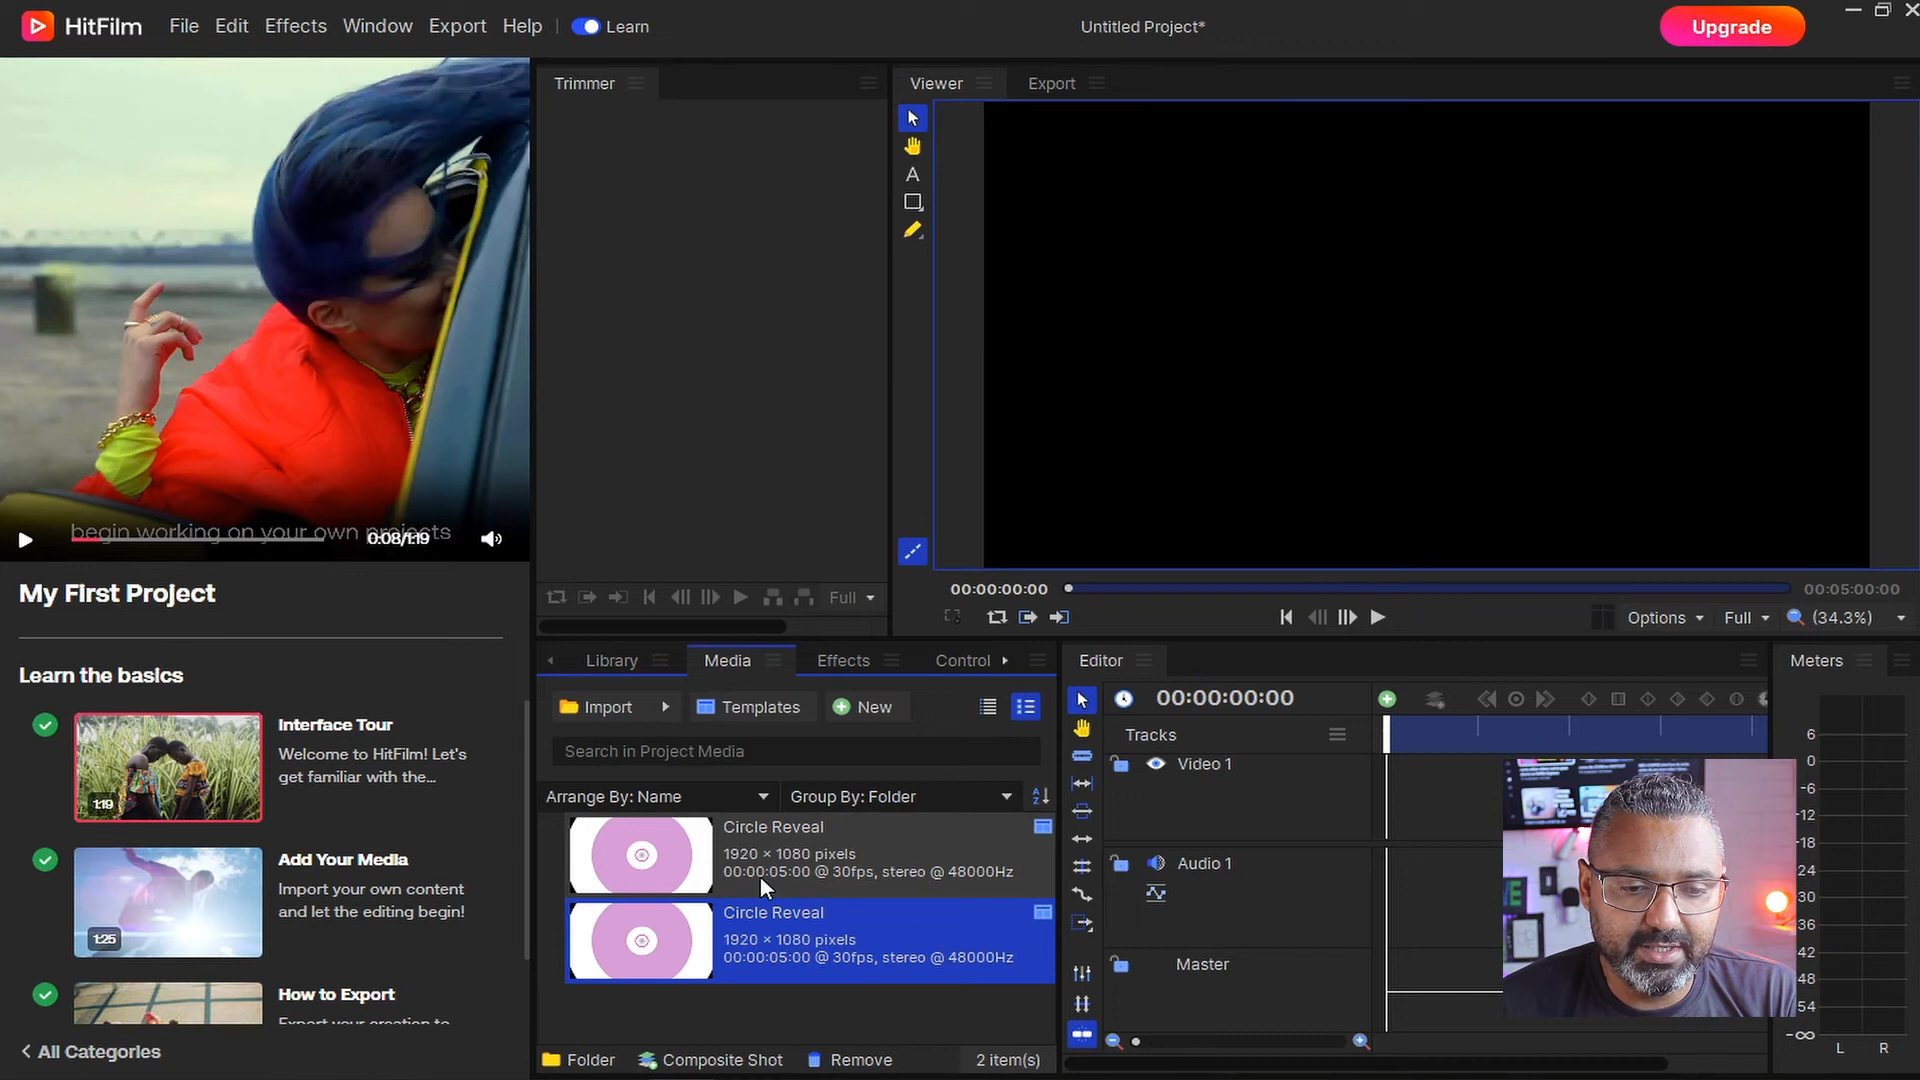 HitFilm
File Edit Effects Window Export Help Learn
Untitled Project*
Upgrade
Trimmer
Viewer
Export
A
begin working on your own projects
0:08/1:19
My First Project
Learn the basics
Interface Tour
Welcome to HitFilm! Let's
get familiar with the...
1:19
Add Your Media
Import your own content
and let the editing begin!
1:25
How to Export
Export your creation to
All Categories
Full
00:00:00:00
00:05:00:00
Options Full (34.3%)
Library Media Effects Control
Import Templates New
Search in Project Media
Arrange By: Name
Group By: Folder
Circle Reveal
1920 × 1080 pixels
00:00:05:00 @ 30fps, stereo @ 48000Hz
Circle Reveal
1920 × 1080 pixels
00:00:05:00 @ 30fps, stereo @ 48000Hz
Folder Composite Shot Remove 2 item(s)
Editor
00:00:00:00
Tracks
Video 1
Audio 1
Master
Meters
6
0
-6
-12
-18
-24
-30
-36
-42
-48
-54
-∞
L R